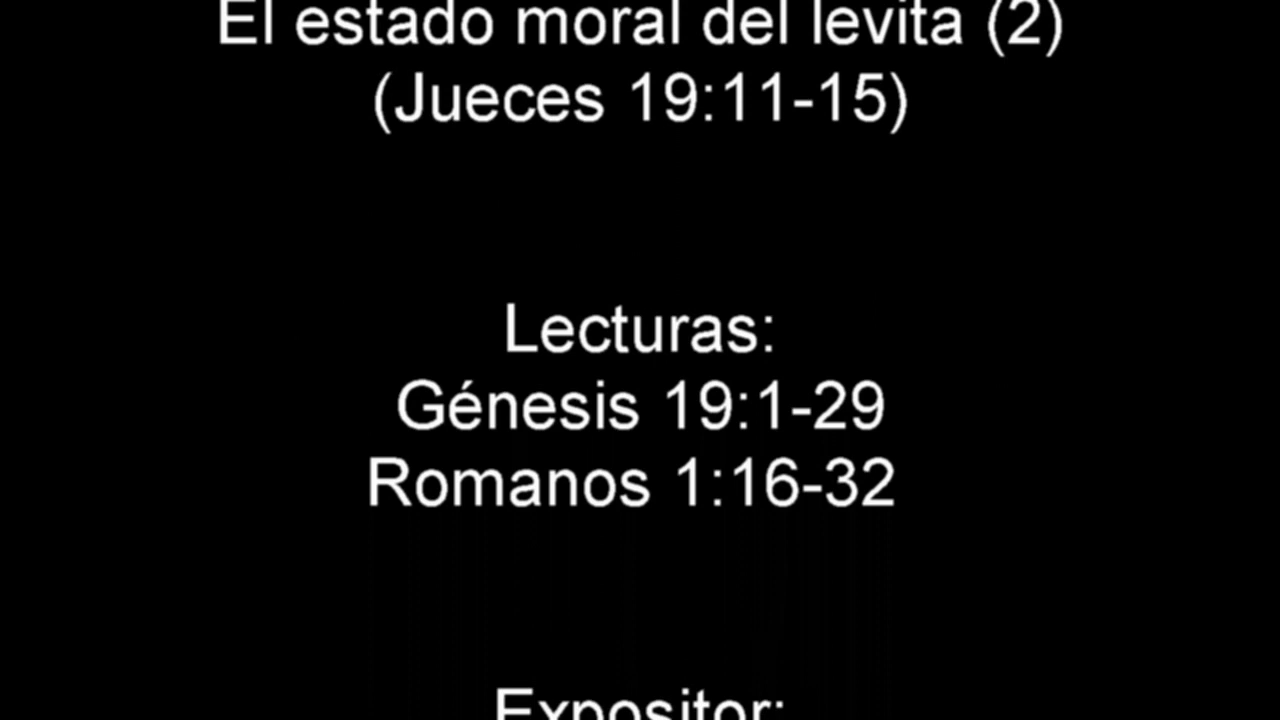 El estado moral del levita (2)
(Jueces 19:11-15)
Lecturas:
Génesis 19:1-29
Romanos 1:16-32
Expositor: